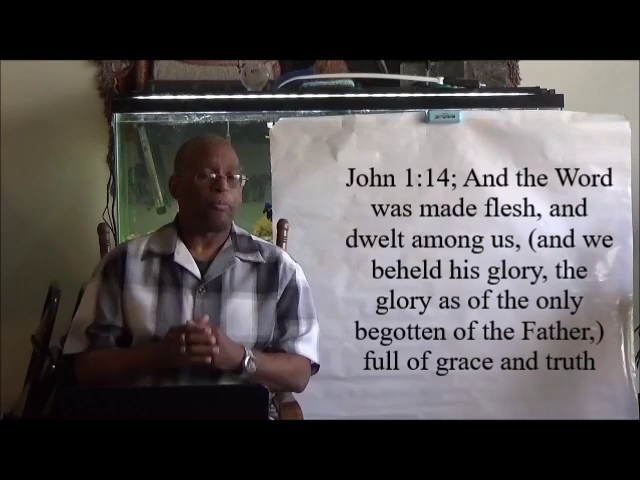 John 1:14; And the Word
was made flesh, and
dwelt among us, (and we
beheld his glory, the
glory as of the only
begotten of the Father,)
full of grace and truth